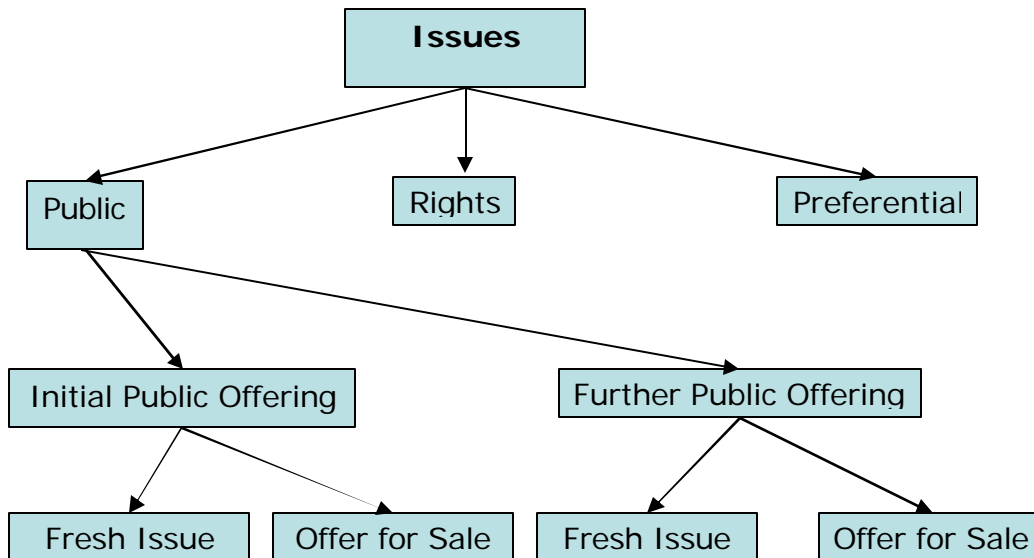 Issues
Public
Rights
Preferential
Initial Public Offering
Further Public Offering
Fresh Issue
Offer for Sale
Fresh Issue
Offer for Sale